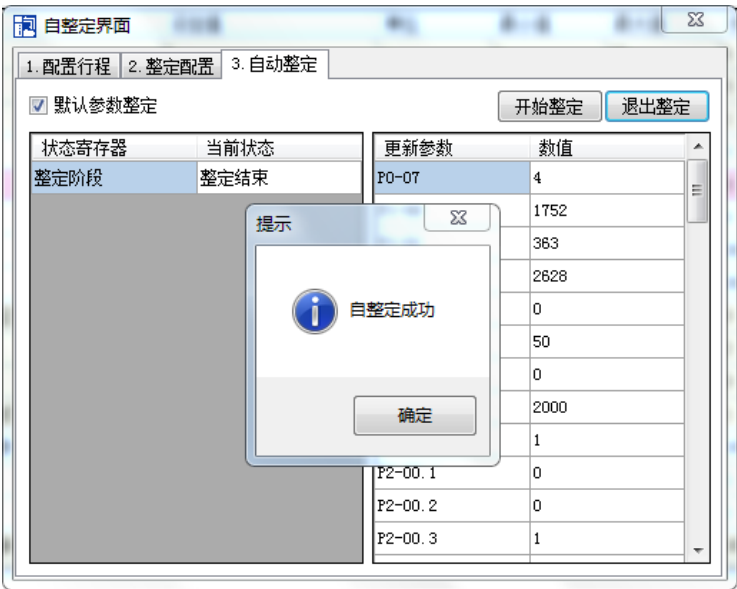 自整定界面
1.配置行程 2.整定配置 3.自动整定
默认参数整定 开始整定 退出整定
状态寄存器 当前状态 更新参数 数值
整定阶段 整定结束 P0-07 4
提示 1752
363
2628
自整定成功 0
50
0
确定 2000
1
P2-00.1 0
P2-00.2 0
P2-00.3 1